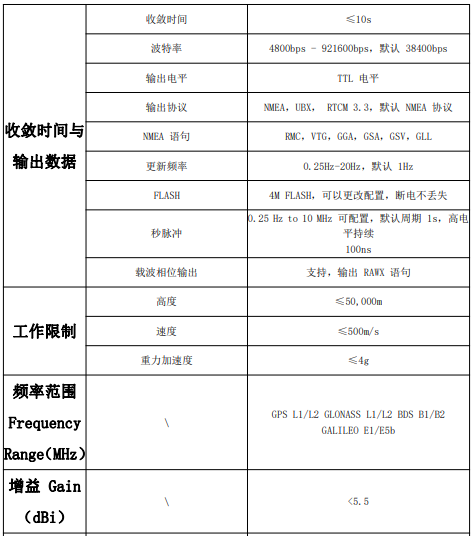 收敛时间与
输出数据
收敛时间 ≤10s
波特率 4800bps - 921600bps，默认 38400bps
输出电平 TTL 电平
输出协议 NMEA，UBX， RTCM 3.3，默认 NMEA 协议
NMEA 语句 RMC，VTG，GGA，GSA，GSV，GLL
更新频率 0.25Hz-20Hz，默认 1Hz
FLASH 4M FLASH，可以更改配置，断电不丢失
秒脉冲 0.25 Hz to 10 MHz 可配置，默认周期 1s，高电
平持续
100ns
载波相位输出 支持，输出 RAWX 语句
工作限制
高度 ≤50,000m
速度 ≤500m/s
重力加速度 ≤4g
频率范围
Frequency
Range(MHz)
\ GPS L1/L2 GLONASS L1/L2 BDS B1/B2
GALILEO E1/E5b
增益 Gain
（dBi）
\ <5.5